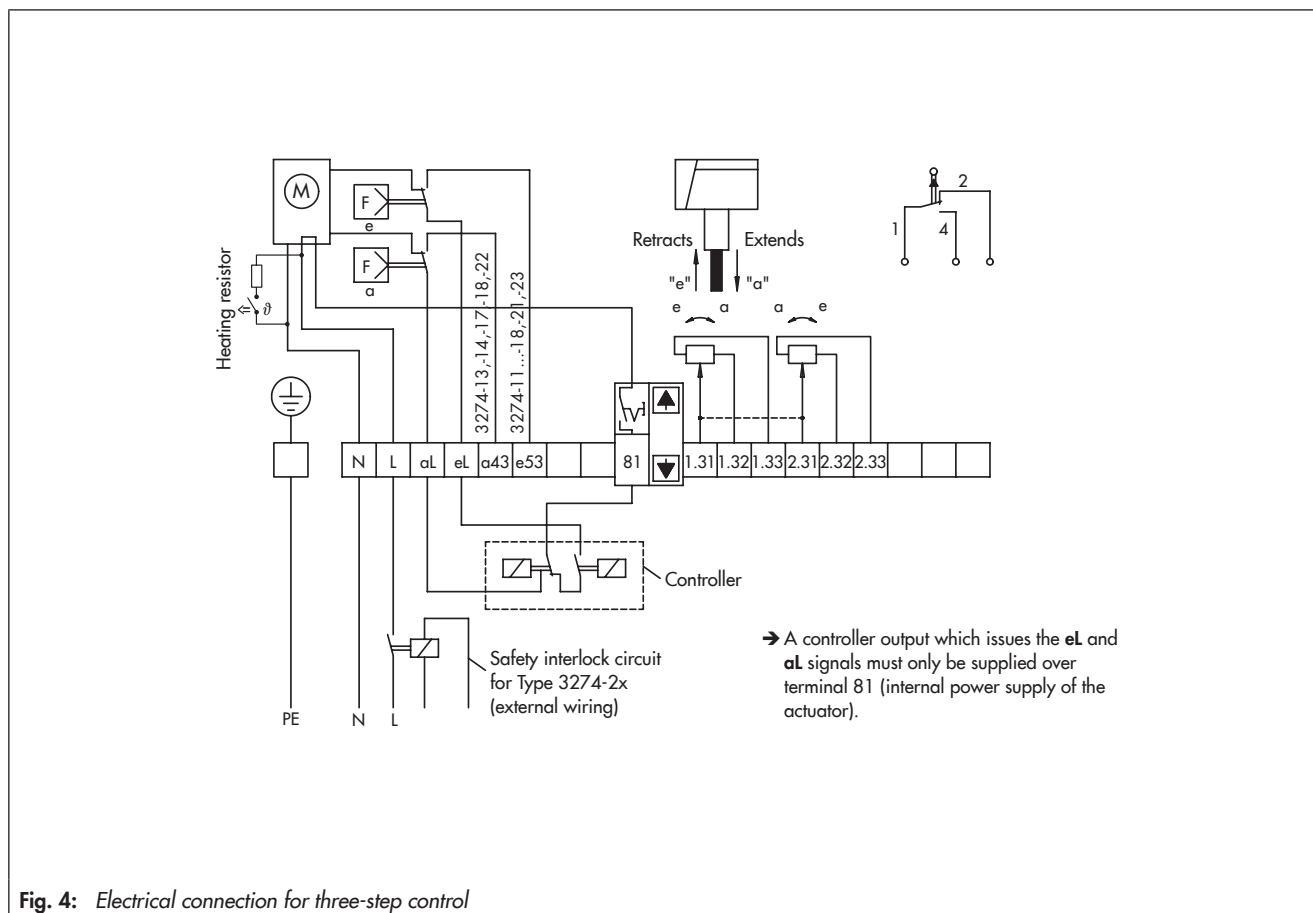 M
F
e
F
a
Heating resistor
ϑ
3274-13,-14,-17,-18,-22
3274-11...-18,-21,-23
Retracts
Extends
"e"
"a"
e
a
a
e
1
2
4
N
L
aL
eL
a43
e53
81
1.31
1.32
1.33
2.31
2.32
2.33
Controller
Safety interlock circuit
for Type 3274-2x
(external wiring)
PE
N
L
➔ A controller output which issues the eL and
aL signals must only be supplied over
terminal 81 (internal power supply of the
actuator).
Fig. 4: Electrical connection for three-step control